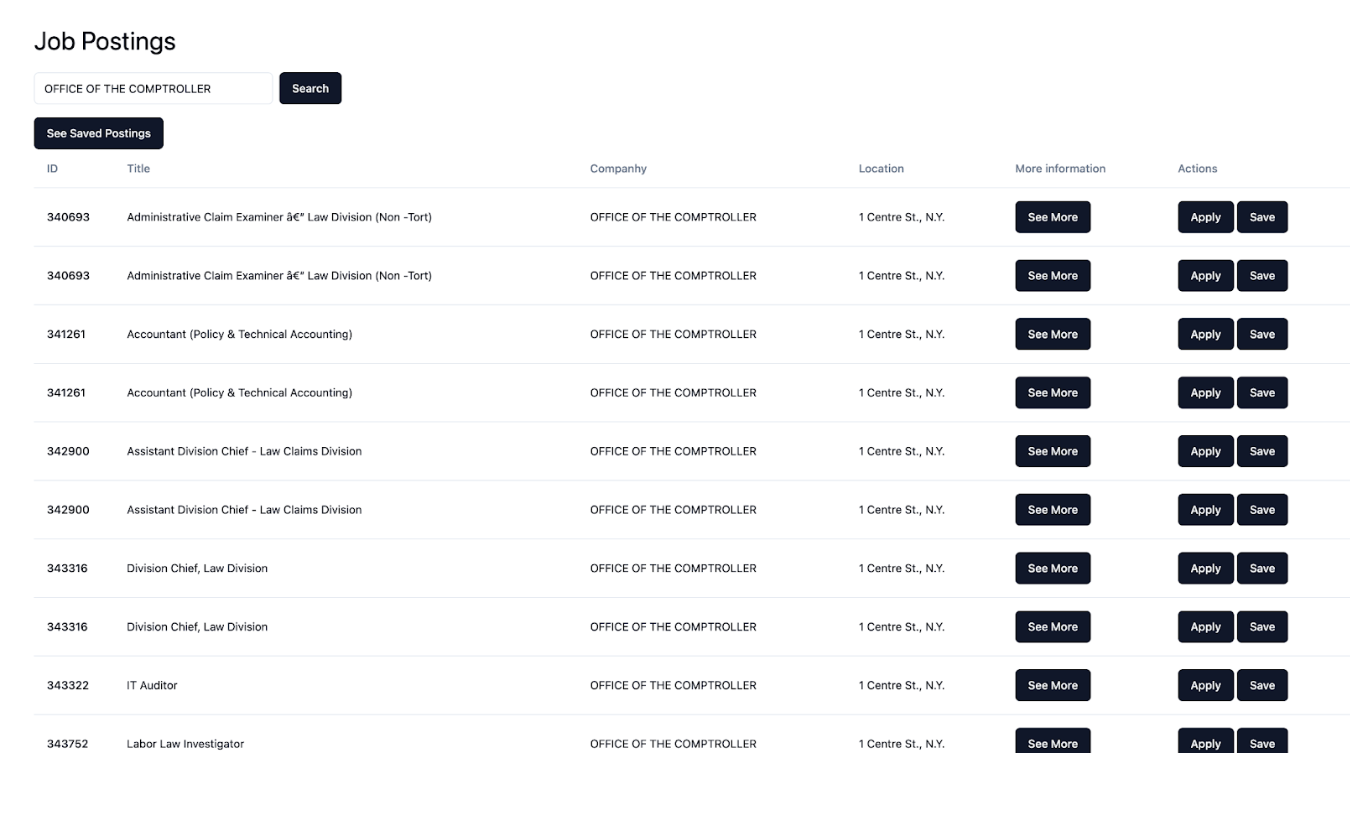 Job Postings
OFFICE OF THE COMPTROLLER Search
See Saved Postings
ID Title Companhy Location More information Actions
340693 Administrative Claim Examiner â€” Law Division (Non -Tort) OFFICE OF THE COMPTROLLER 1 Centre St., N.Y. See More Apply Save
340693 Administrative Claim Examiner â€” Law Division (Non -Tort) OFFICE OF THE COMPTROLLER 1 Centre St., N.Y. See More Apply Save
341261 Accountant (Policy & Technical Accounting) OFFICE OF THE COMPTROLLER 1 Centre St., N.Y. See More Apply Save
341261 Accountant (Policy & Technical Accounting) OFFICE OF THE COMPTROLLER 1 Centre St., N.Y. See More Apply Save
342900 Assistant Division Chief - Law Claims Division OFFICE OF THE COMPTROLLER 1 Centre St., N.Y. See More Apply Save
342900 Assistant Division Chief - Law Claims Division OFFICE OF THE COMPTROLLER 1 Centre St., N.Y. See More Apply Save
343316 Division Chief, Law Division OFFICE OF THE COMPTROLLER 1 Centre St., N.Y. See More Apply Save
343316 Division Chief, Law Division OFFICE OF THE COMPTROLLER 1 Centre St., N.Y. See More Apply Save
343322 IT Auditor OFFICE OF THE COMPTROLLER 1 Centre St., N.Y. See More Apply Save
343752 Labor Law Investigator OFFICE OF THE COMPTROLLER 1 Centre St., N.Y. See More Apply Save